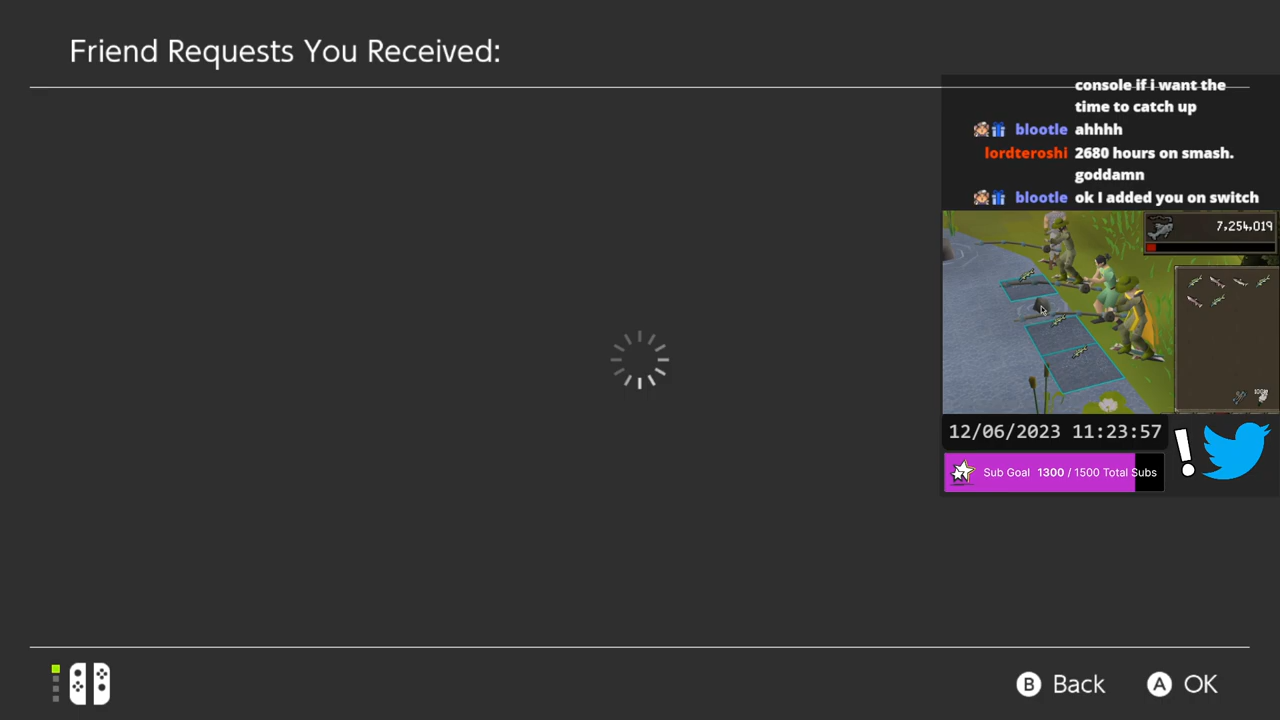 Friend Requests You Received:
console if i want the
time to catch up
blootle ahhhh
lordteroshi 2680 hours on smash.
goddamn
blootle ok I added you on switch
7,254,019
12/06/2023 11:23:57
!
Sub Goal 1300 / 1500 Total Subs
B Back A OK